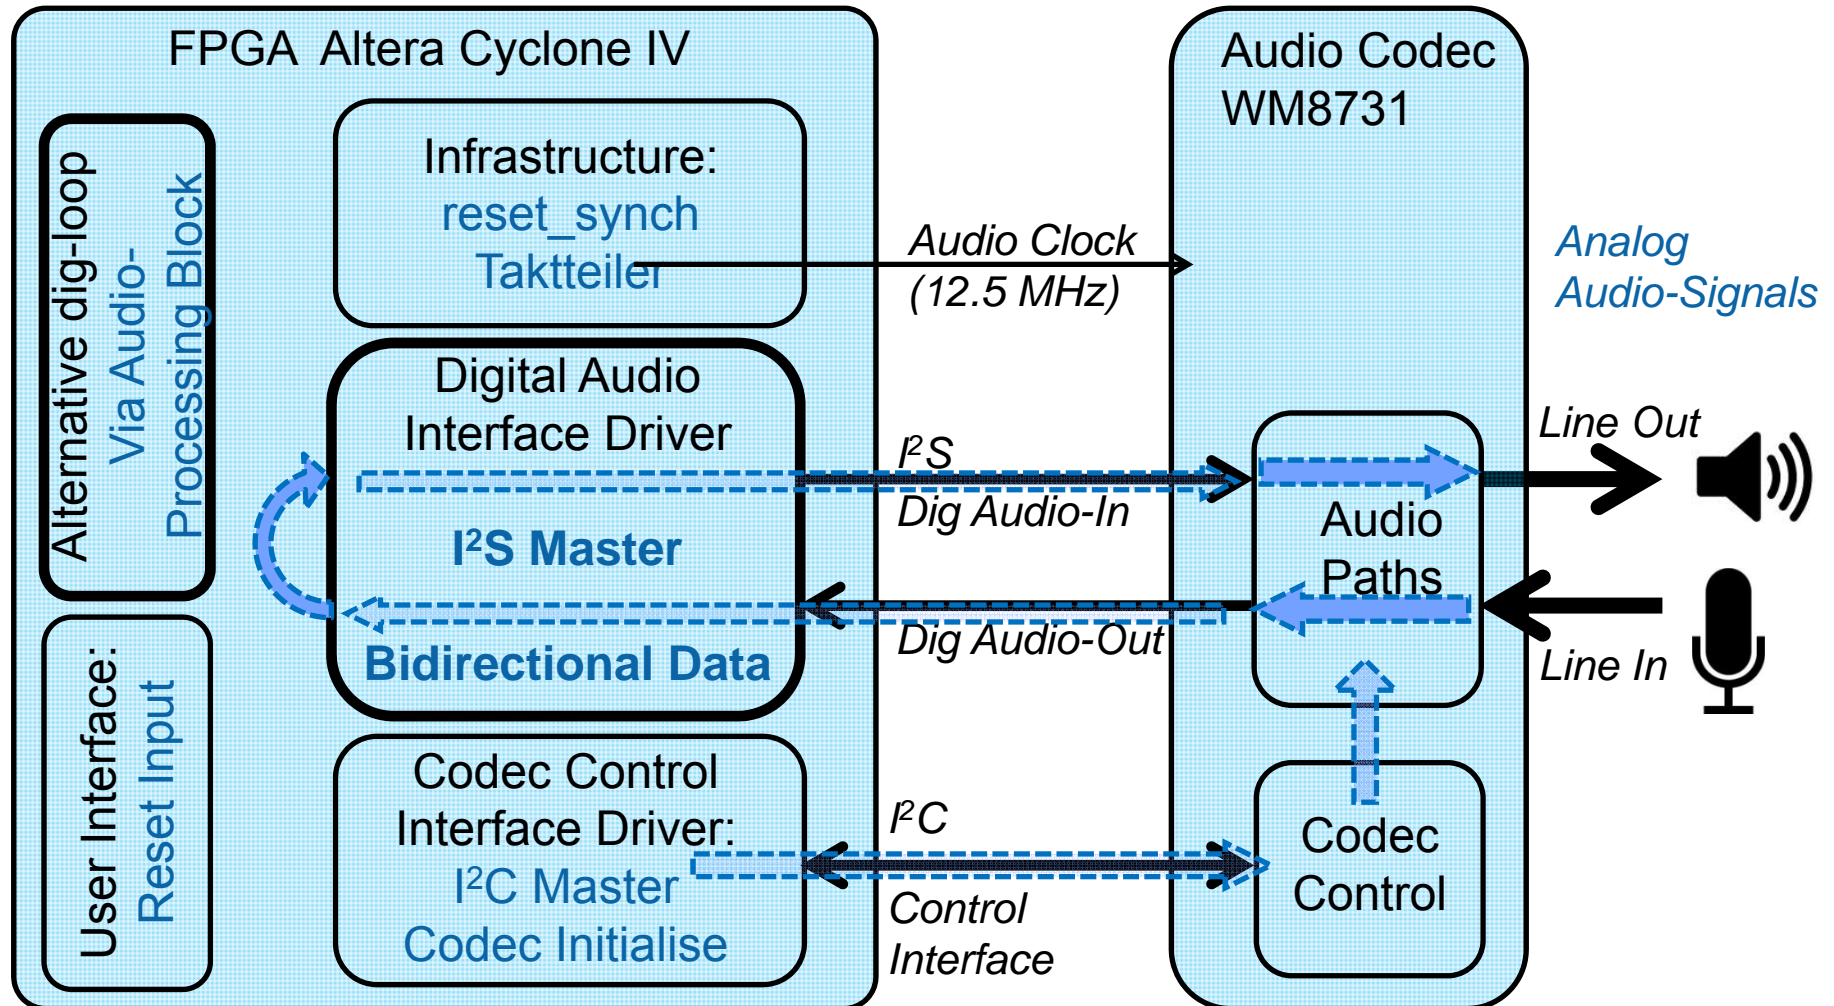 FPGA Altera Cyclone IV
Alternative dig-loop
Via Audio-
Processing Block
User Interface:
Reset Input
Infrastructure:
reset_synch
Taktteiler
Digital Audio
Interface Driver
I²S Master
Bidirectional Data
Codec Control
Interface Driver:
I²C Master
Codec Initialise
Audio Clock
(12.5 MHz)
I²S
Dig Audio-In
Dig Audio-Out
I²C
Control
Interface
Audio Codec
WM8731
Audio
Paths
Codec
Control
Analog
Audio-Signals
Line Out
Line In